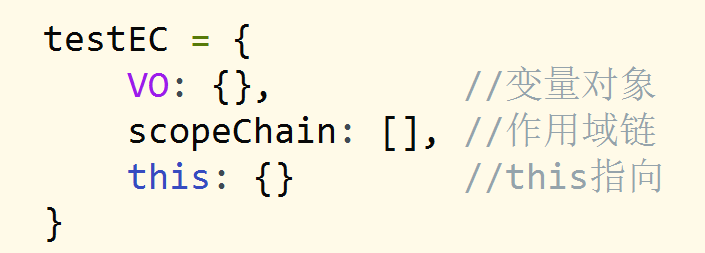 testEC = {
    VO: {},          //变量对象
    scopeChain: [], //作用域链
    this: {}         //this指向
}